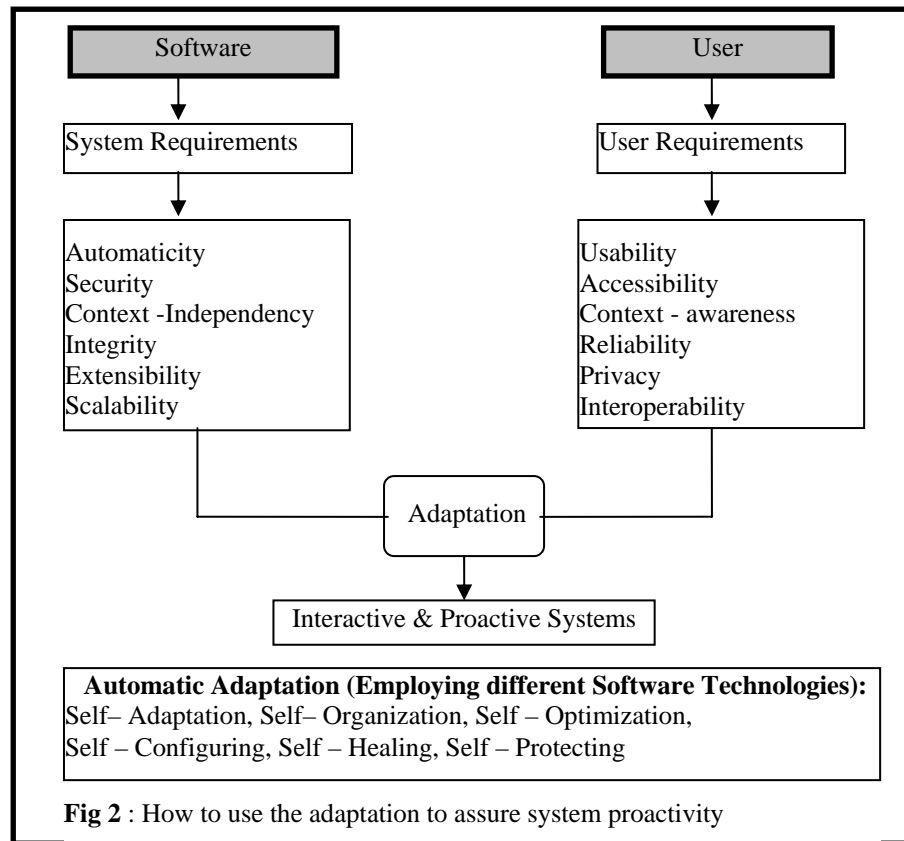 Software
User
System Requirements
User Requirements
Automaticity
Security
Context -Independency
Integrity
Extensibility
Scalability
Usability
Accessibility
Context - awareness
Reliability
Privacy
Interoperability
Adaptation
Interactive & Proactive Systems
Automatic Adaptation (Employing different Software Technologies):
Self– Adaptation, Self– Organization, Self – Optimization,
Self – Configuring, Self – Healing, Self – Protecting
Fig 2 : How to use the adaptation to assure system proactivity